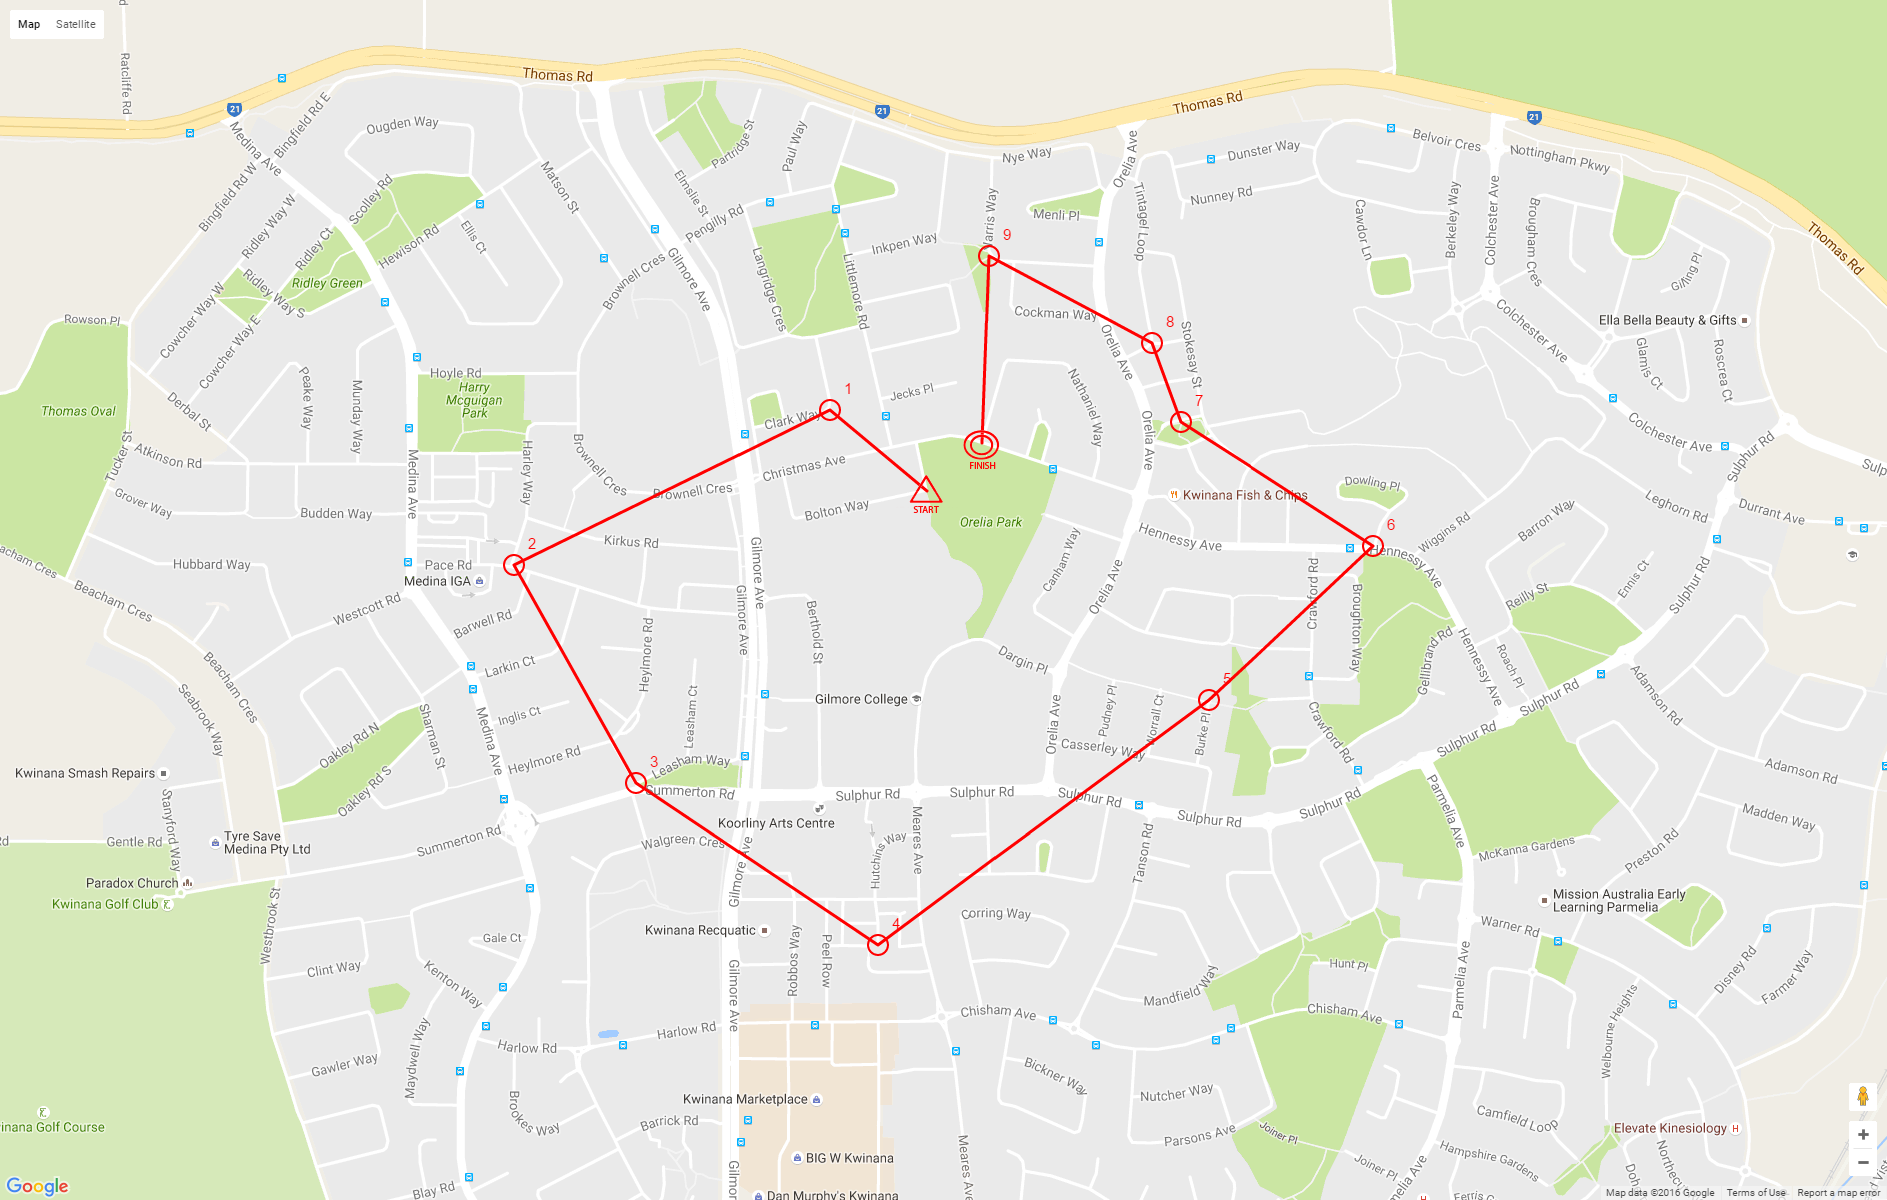 Map
Satellite
Ratcliffe Rd
Thomas Rd
21
21
Thomas Rd
21
Thomas Rd
Bingfield Rd E
Medina Ave
Ougden Way
Matson St
Partridge St
Paul Way
Elmslie St
Pengilly Rd
Nye Way
Orelia Ave
Dunster Way
Belvoir Cres
Nottingham Pkwy
Bingfield Rd W
Scolley Rd
Ridley Way W
Ridley Ct
Hewison Rd
Ellis Ct
Tintagel Loop
Nunney Rd
Menli Pl
Cawdor Ln
Berkeley Way
Colchester Ave
Brougham Cres
Inkpen Way
9
Ridley Green
Ridley Way S
Brownell Cres
Gilmore Ave
Langridge Cres
Littlemore Rd
Gilving Pl
Rowson Pl
Cowcher Way W
Cowcher Way E
Cockman Way
8
Stokesay St
Orelia Ave
Colchester Ave
Ella Bella Beauty & Gifts
Glamis Ct
Roscrea Ct
Hoyle Rd
Harry
McGuigan
Park
Peake Way
Munday Way
Derbal St
Thomas Oval
Tucker St
Jecks Pl
1
Clark Way
Nathaniel Way
7
Orelia Ave
Colchester Ave
Sulphur Rd
Atkinson Rd
Harley Way
Brownell Cres
Christmas Ave
Brownell Cres
FINISH
START
Bolton Way
Orelia Park
Kwinana Fish & Chips
Dowling Pl
Leghorn Rd
Durrant Ave
Grover Way
Budden Way
Medina Ave
6
Wiggins Rd
Barron Way
Hennessy Ave
Hennessy Ave
2
Kirkus Rd
Gilmore Ave
Gilmore Ave
Pace Rd
Medina IGA
Hubbard Way
Beacham Cres
Westcott Rd
Barwell Rd
Larkin Ct
Heylmore Rd
Berthold St
Canham Way
Orelia Ave
Crawford Rd
Broughton Way
Reilly St
Ennis Ct
Sulphur Rd
Gellibrand Rd
Hennessy Ave
Roach Pl
Dargin Pl
Gilmore College
5
Pudney Pl
Burke Pl
Casserley Way
Orelia Ave
Crawford Rd
Sulphur Rd
Sulphur Rd
Adamson Rd
Beacham Cres
Seabrook Way
Oakley Rd N
Oakley Rd S
Sharman St
Medina Ave
Inglis Ct
Heylmore Rd
Leasham Ct
3
Leasham Way
Summerton Rd
Kwinana Smash Repairs
Stanyford Way
Gentle Rd
Tyre Save
Medina Pty Ltd
Summerton Rd
Walgreen Cres
Koorliny Arts Centre
Sulphur Rd
Sulphur Rd
Sulphur Rd
Sulphur Rd
Sulphur Rd
Adamson Rd
Madden Way
Parmelia Ave
McKanna Gardens
Preston Rd
Tanson Rd
Meares Ave
Hutchins Way
Gilmore Ave
Paradox Church
Kwinana Golf Club
Westbrook St
Mission Australia Early
Learning Parmelia
4
Corring Way
Kwinana Recquatic
Robbos Way
Peel Row
Gale Ct
Clint Way
Kenton Way
Warner Rd
Hunt Pl
Mandfield Way
Disney Rd
Farmer Way
Parmelia Ave
Chisham Ave
Chisham Ave
Welbourne Heights
Gilmore Ave
Harlow Rd
Harlow Rd
Maydwell Way
Gawler Way
Brookes Way
Bickner Way
Nutcher Way
Kwinana Marketplace
Barrick Rd
BIG W Kwinana
Dan Murphy's Kwinana
Meares Ave
Parsons Ave
Joiner Pl
Joiner Pl
Camfield Loop
Hampshire Gardens
Elevate Kinesiology
Blay Rd
Google
Map data ©2016 Google
Terms of Use
Report a map error